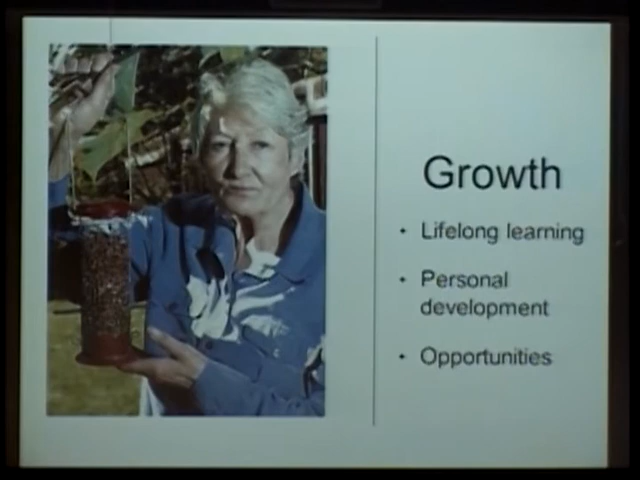 Growth
• Lifelong learning
• Personal
development
• Opportunities